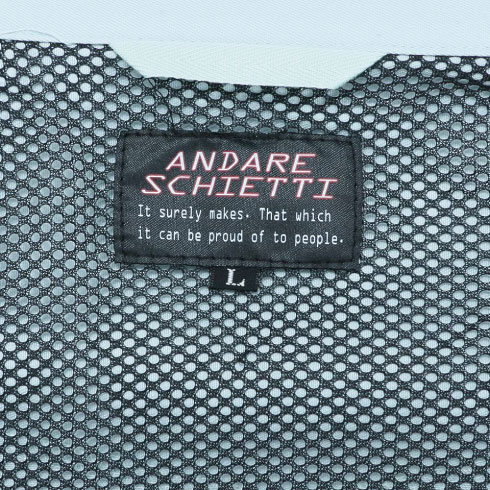 ANDARE
SCHIETTI
It surely makes. That which
it can be proud of to people.
L